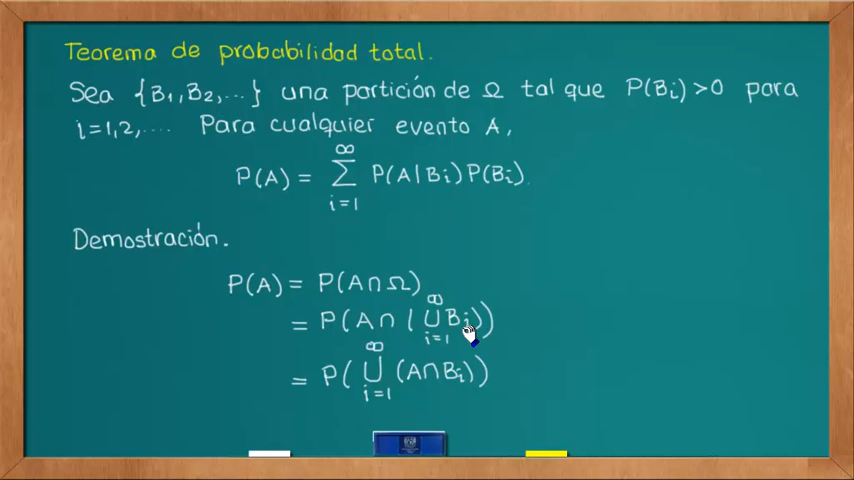 Teorema de probabilidad total.
Sea {B₁,B₂,...} una partición de Ω tal que P(Bᵢ)>0 para
i=1,2,.... Para cualquier evento A,
P(A) = ∑_{i=1}^{∞} P(A|Bᵢ)P(Bᵢ).
Demostración.
P(A) = P(A∩Ω)
= P(A∩(⋃_{i=1}^{∞} Bᵢ))
= P(⋃_{i=1}^{∞} (A∩Bᵢ))